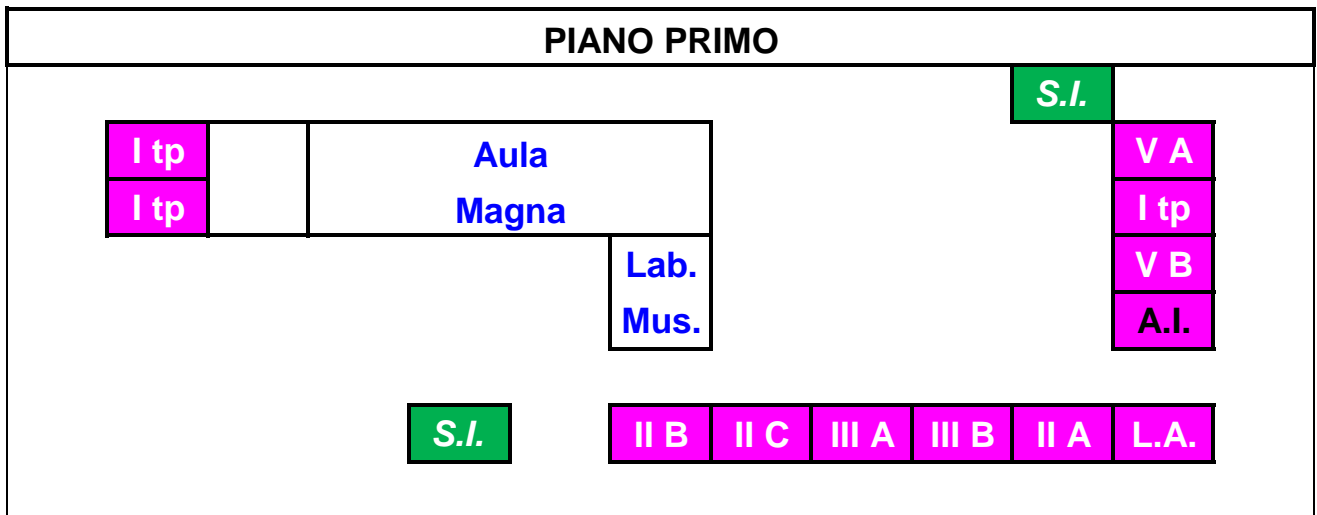 PIANO PRIMO
S.I.
I tp Aula V A
I tp Magna I tp
Lab. V B
Mus. A.I.
S.I. II B II C III A III B II A L.A.